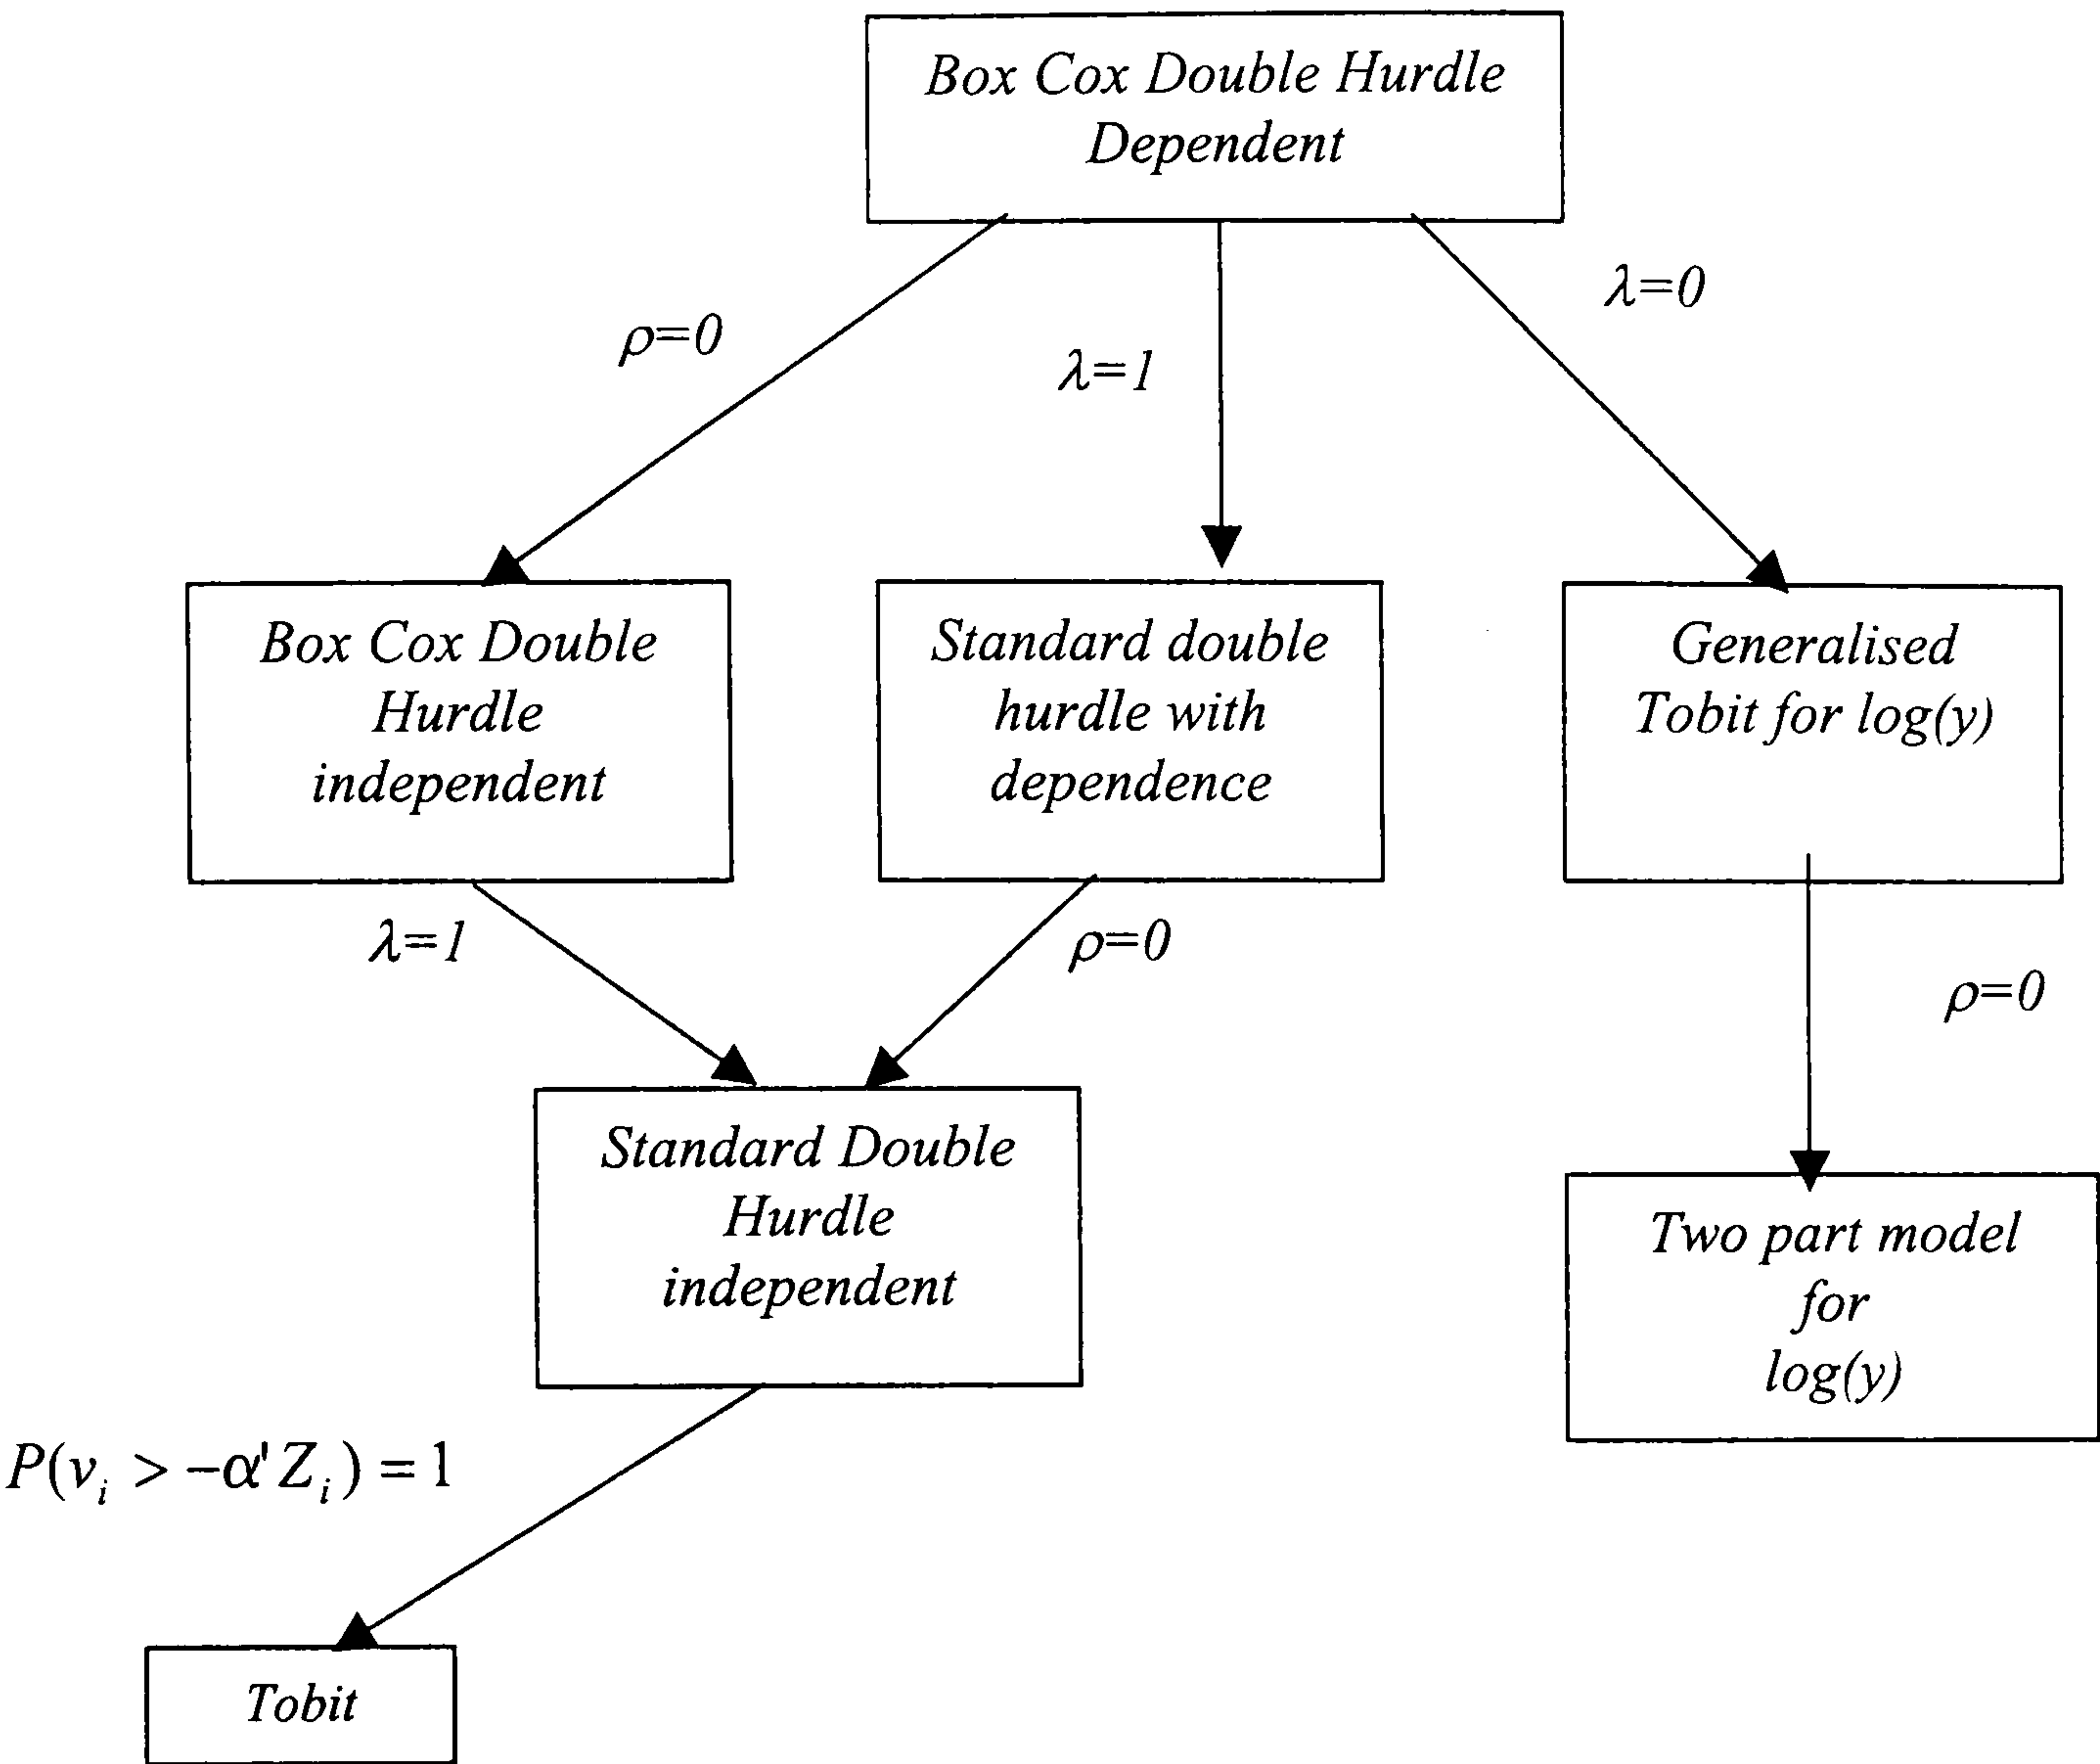 Box Cox Double Hurdle
Dependent
λ=0
ρ=0
λ=1
Box Cox Double
Hurdle
independent
Standard double
hurdle with
dependence
Generalised
Tobit for log(y)
λ=1
ρ=0
ρ=0
Standard Double
Hurdle
independent
Two part model
for
log(y)
P(v_i > −α'Z_i) = 1
Tobit